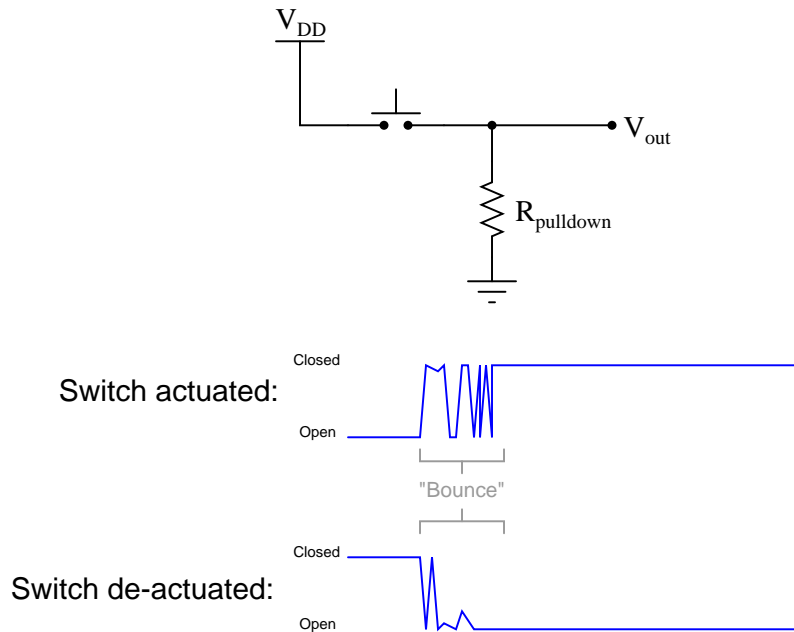 VDD
Vout
Rpulldown
Closed
Switch actuated:
Open
"Bounce"
Closed
Switch de-actuated:
Open